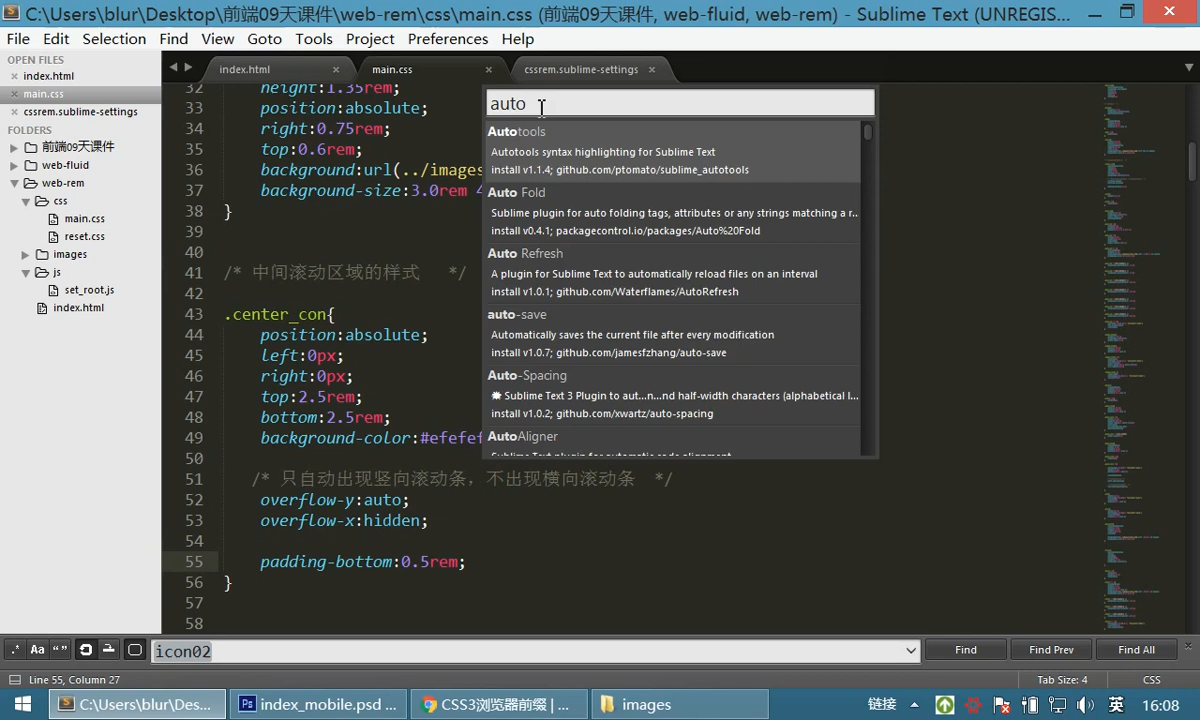 C:\Users\blur\Desktop\前端09天课件\web-rem\css\main.css (前端09天课件, web-fluid, web-rem) - Sublime Text (UNREGIS...
File Edit Selection Find View Goto Tools Project Preferences Help
OPEN FILES
index.html
main.css
cssrem.sublime-settings
FOLDERS
前端09天课件
web-fluid
web-rem
css
main.css
reset.css
images
js
set_root.js
index.html
index.html main.css cssrem.sublime-settings
32 height:1.35rem;
33 position:absolute;
34 right:0.75rem;
35 top:0.6rem;
36 background:url(../images
37 background-size:3.0rem 4
38 }
39
40
41 /* 中间滚动区域的样式 */
42
43 .center_con{
44 position:absolute;
45 left:0px;
46 right:0px;
47 top:2.5rem;
48 bottom:2.5rem;
49 background-color:#efefef
50
51 /* 只自动出现竖向滚动条，不出现横向滚动条 */
52 overflow-y:auto;
53 overflow-x:hidden;
54
55 padding-bottom:0.5rem;
56 }
57
58
auto
Autotools
Autotools syntax highlighting for Sublime Text
install v1.1.4; github.com/ptomato/sublime_autotools
Auto Fold
Sublime plugin for auto folding tags, attributes or any strings matching a r...
install v0.4.1; packagecontrol.io/packages/Auto%20Fold
Auto Refresh
A plugin for Sublime Text to automatically reload files on an interval
install v1.0.1; github.com/Waterflames/AutoRefresh
auto-save
Automatically saves the current file after every modification
install v1.0.7; github.com/jamesfzhang/auto-save
Auto-Spacing
✸ Sublime Text 3 Plugin to aut...n...nd half-width characters (alphabetical l...
install v1.0.2; github.com/xwartz/auto-spacing
AutoAligner
Sublime Text plugin for automatic code alignment
.* Aa “ ” icon02 Find Find Prev Find All
Line 55, Column 27 Tab Size: 4 CSS
C:\Users\blur\Des... index_mobile.psd ... CSS3浏览器前缀 | ... images 链接 英 16:08